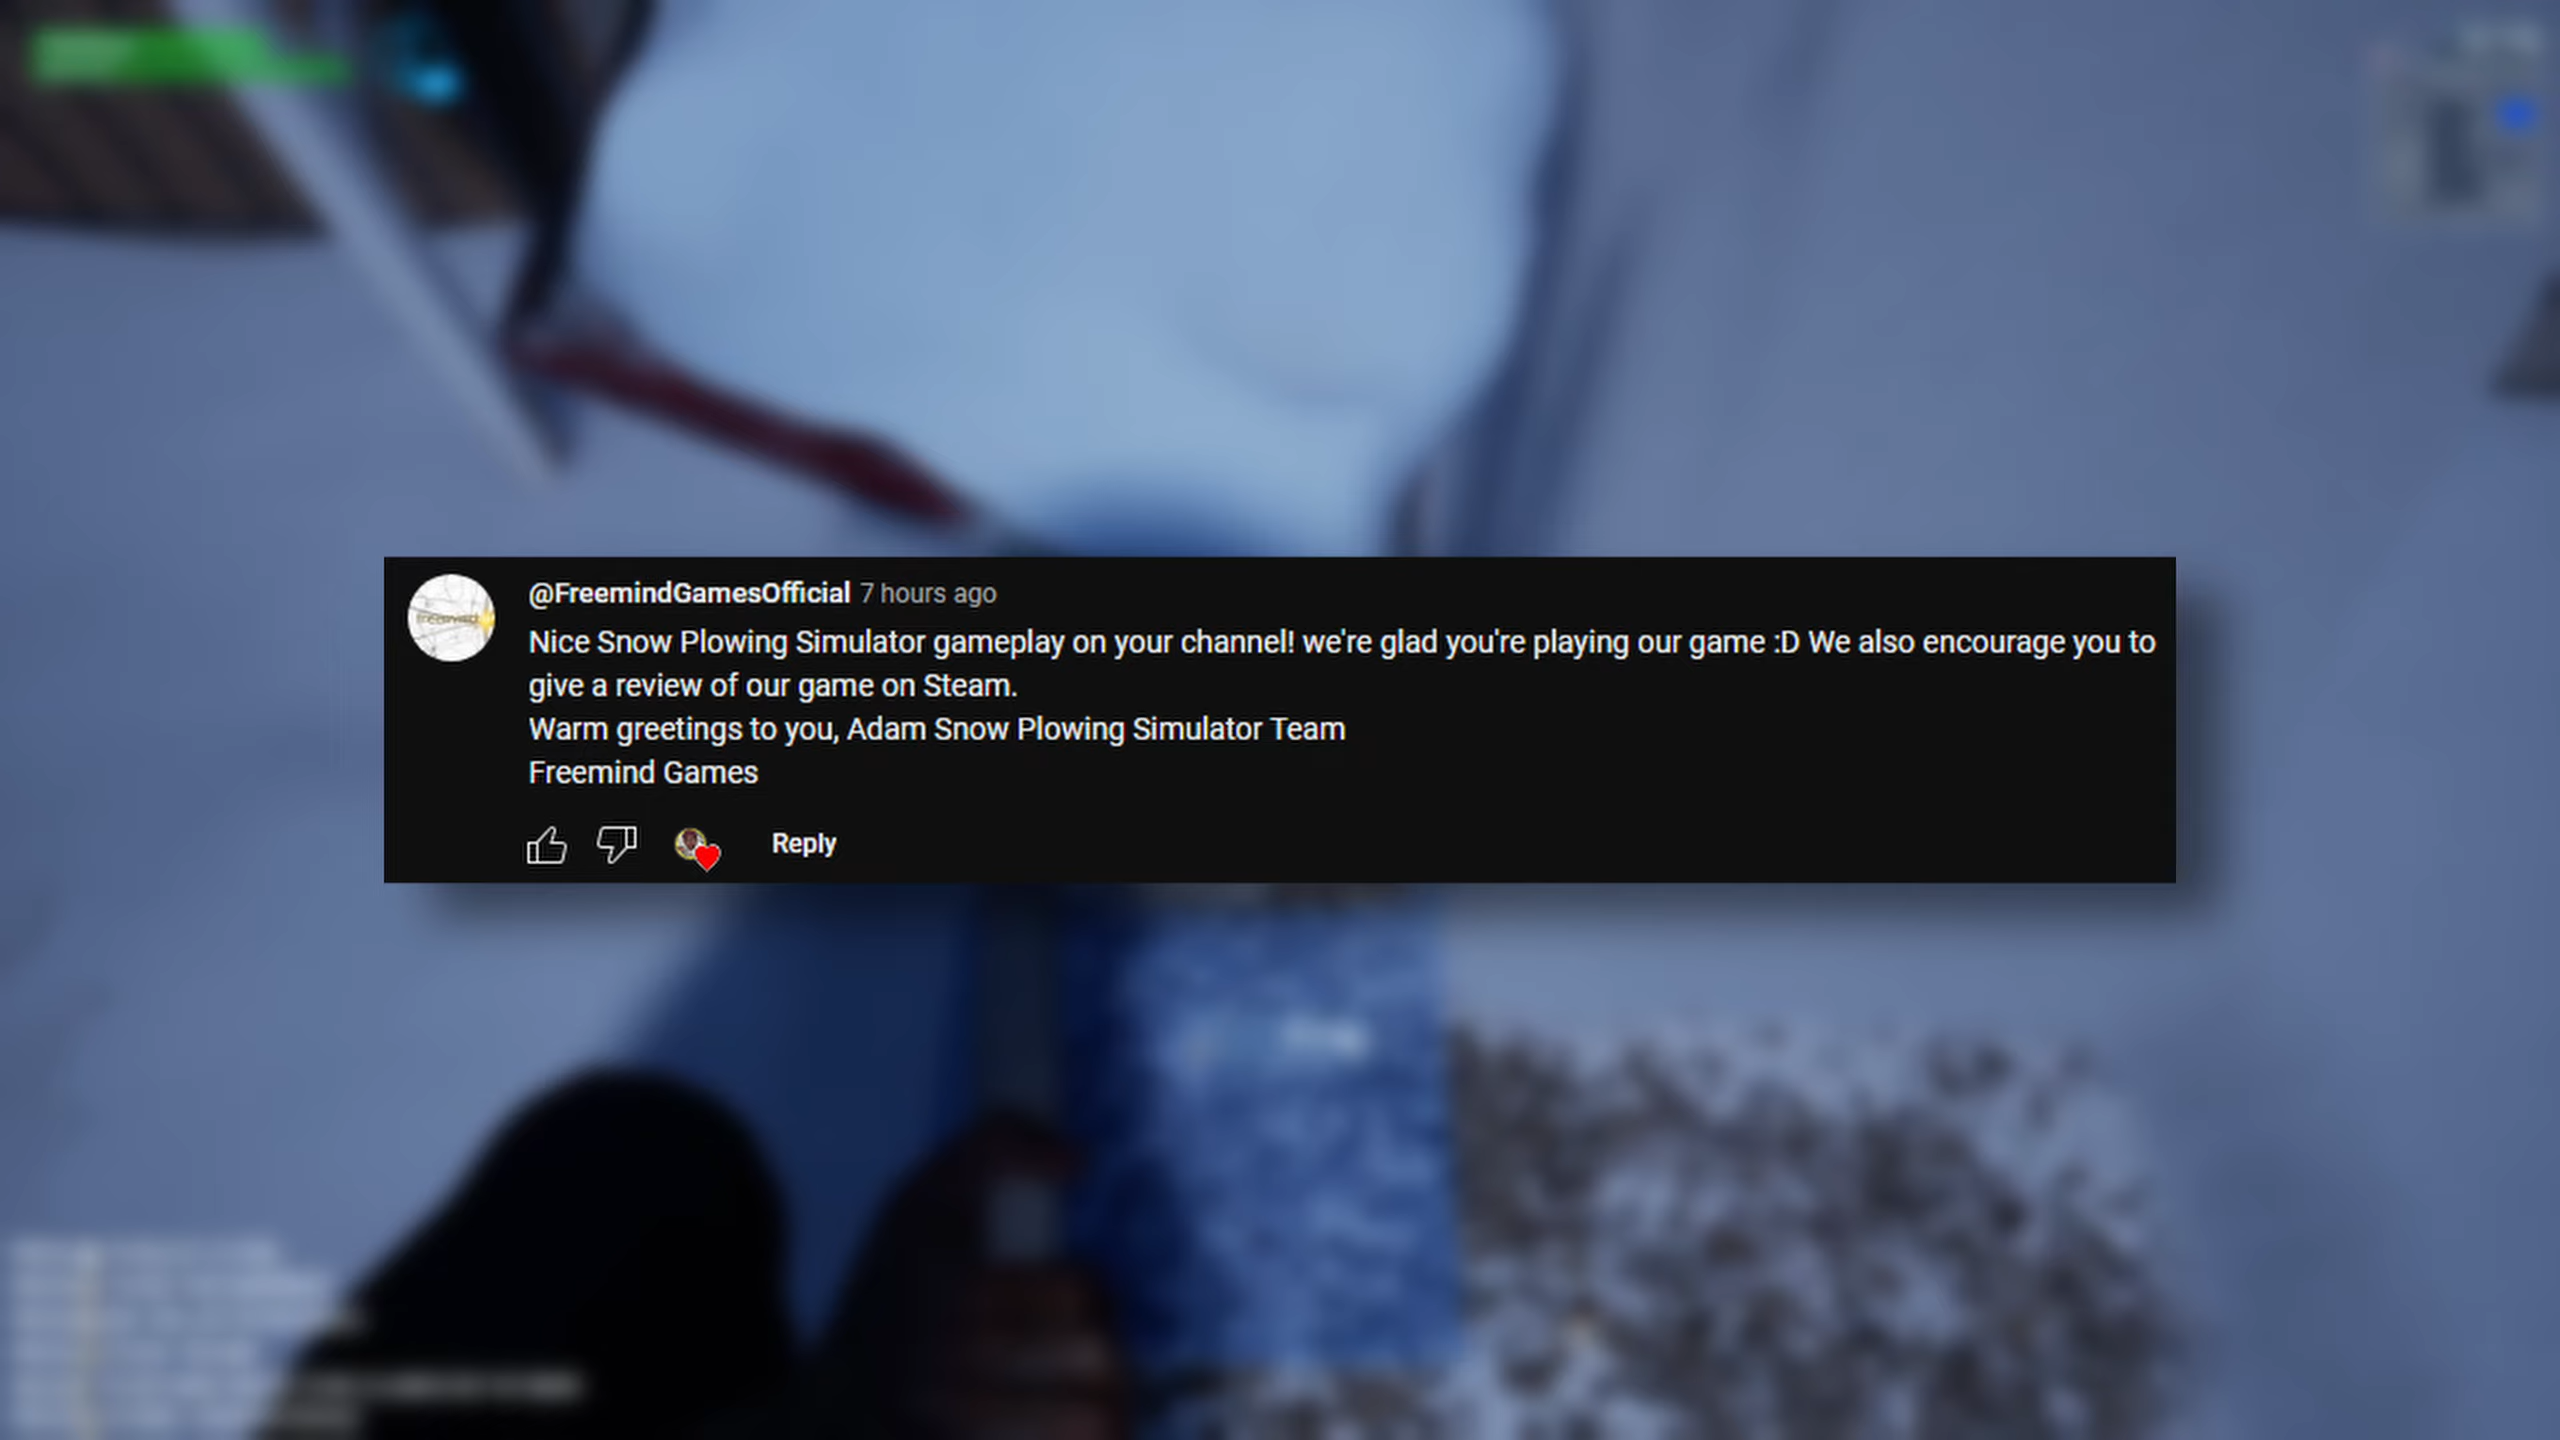 @FreemindGamesOfficial 7 hours ago
Nice Snow Plowing Simulator gameplay on your channel! we're glad you're playing our game :D We also encourage you to
give a review of our game on Steam.
Warm greetings to you, Adam Snow Plowing Simulator Team
Freemind Games
Reply